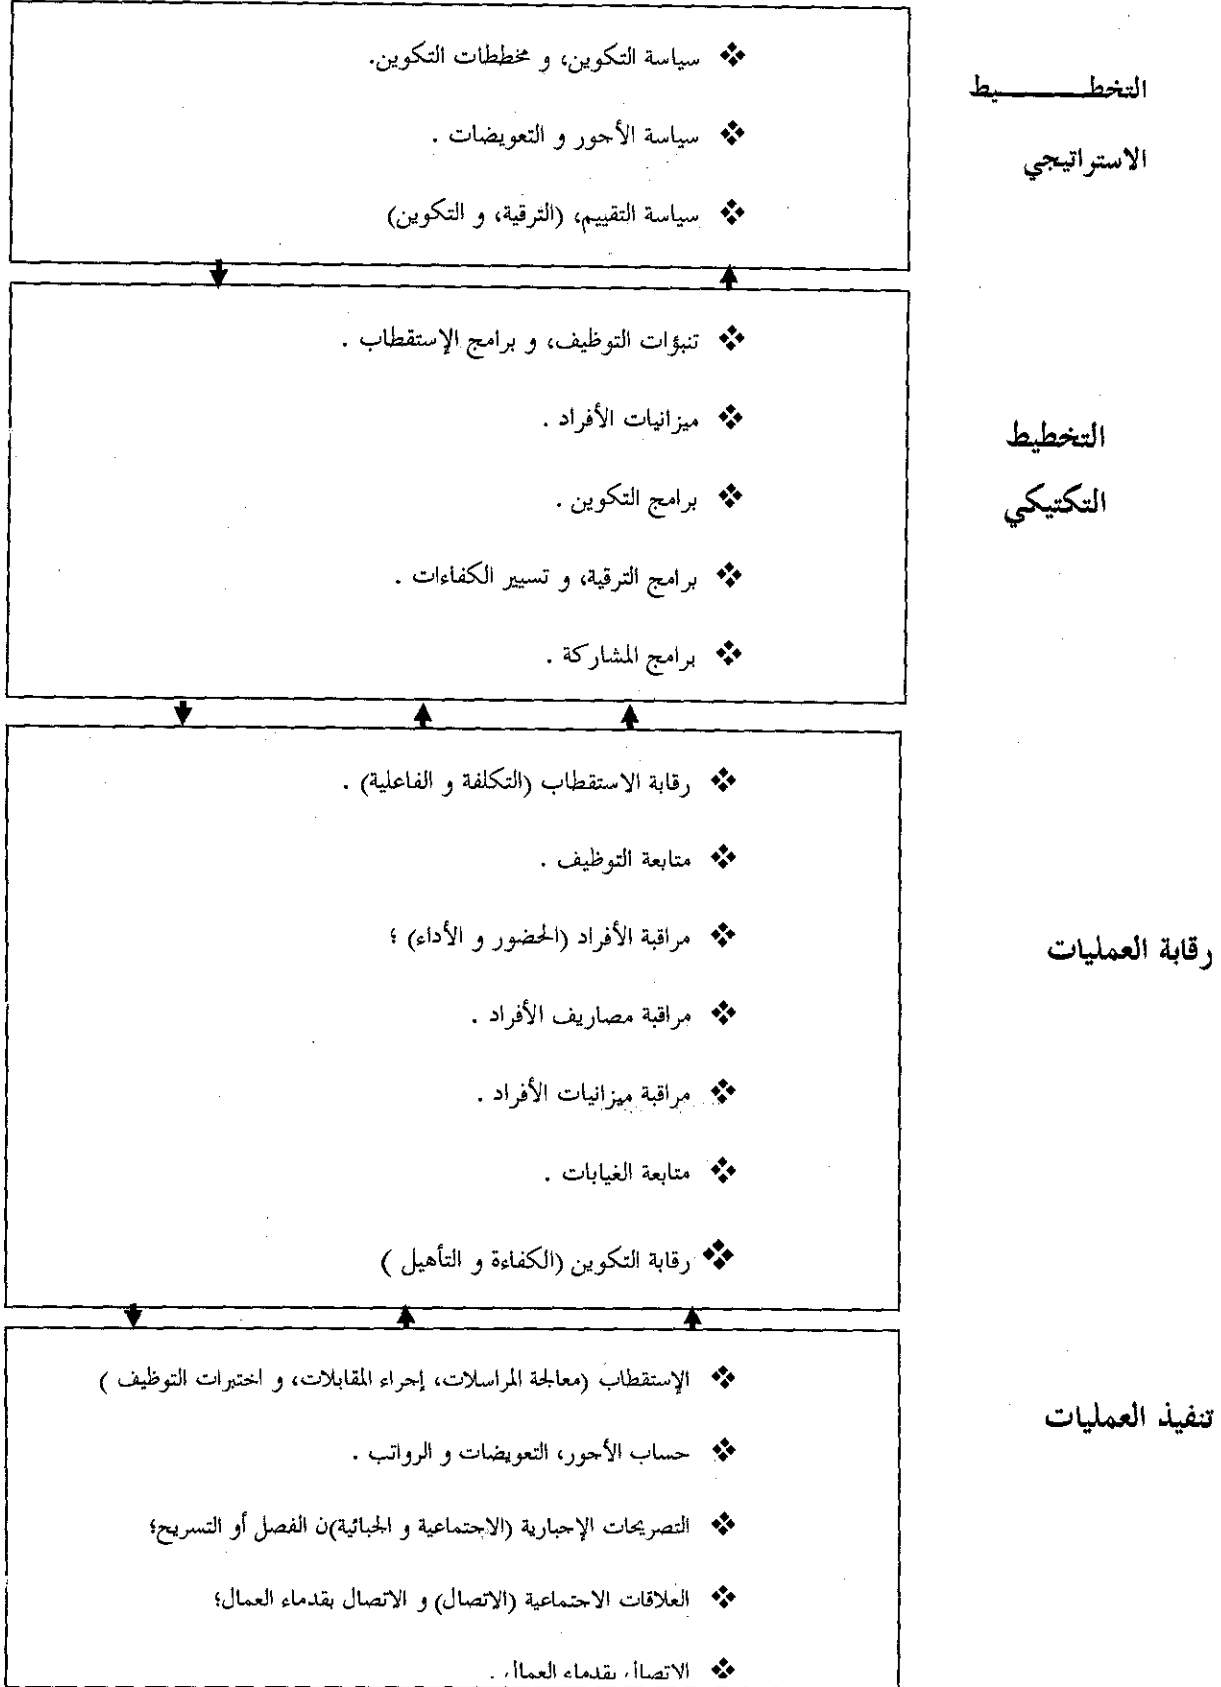 التخطيط
الاستراتيجي
❖ سياسة التكوين، و مخططات التكوين.
❖ سياسة الأجور و التعويضات .
❖ سياسة التقييم، (الترقية، و التكوين)
التخطيط
التكتيكي
❖ تنبؤات التوظيف، و برامج الإستقطاب .
❖ ميزانيات الأفراد .
❖ برامج التكوين .
❖ برامج الترقية، و تسيير الكفاءات .
❖ برامج المشاركة .
رقابة العمليات
❖ رقابة الاستقطاب (التكلفة و الفاعلية) .
❖ متابعة التوظيف .
❖ مراقبة الأفراد (الحضور و الأداء) ؛
❖ مراقبة مصاريف الأفراد .
❖ مراقبة ميزانيات الأفراد .
❖ متابعة الغيابات .
❖ رقابة التكوين (الكفاءة و التأهيل )
تنفيذ العمليات
❖ الإستقطاب (معالجة المراسلات، إجراء المقابلات، و اختبرات التوظيف )
❖ حساب الأجور، التعويضات و الرواتب .
❖ التصريحات الإجبارية (الاجتماعية و الجبائية)ن الفصل أو التسريح؛
❖ العلاقات الاجتماعية (الاتصال) و الاتصال بقدماء العمال؛
❖ الاتصال بقدماء العمال .